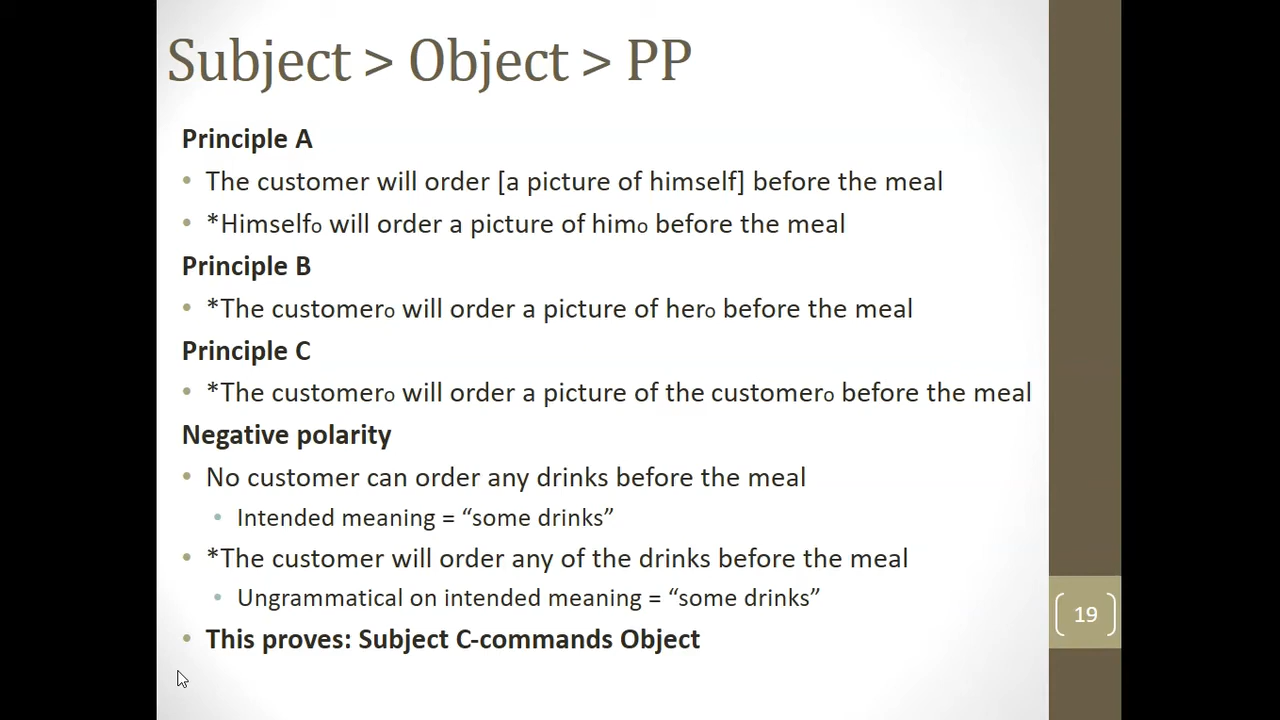 Subject > Object > PP
Principle A
• The customer will order [a picture of himself] before the meal
• *Himselfo will order a picture of himo before the meal
Principle B
• *The customero will order a picture of hero before the meal
Principle C
• *The customero will order a picture of the customero before the meal
Negative polarity
• No customer can order any drinks before the meal
• Intended meaning = “some drinks”
• *The customer will order any of the drinks before the meal
• Ungrammatical on intended meaning = “some drinks”
• This proves: Subject C-commands Object
19